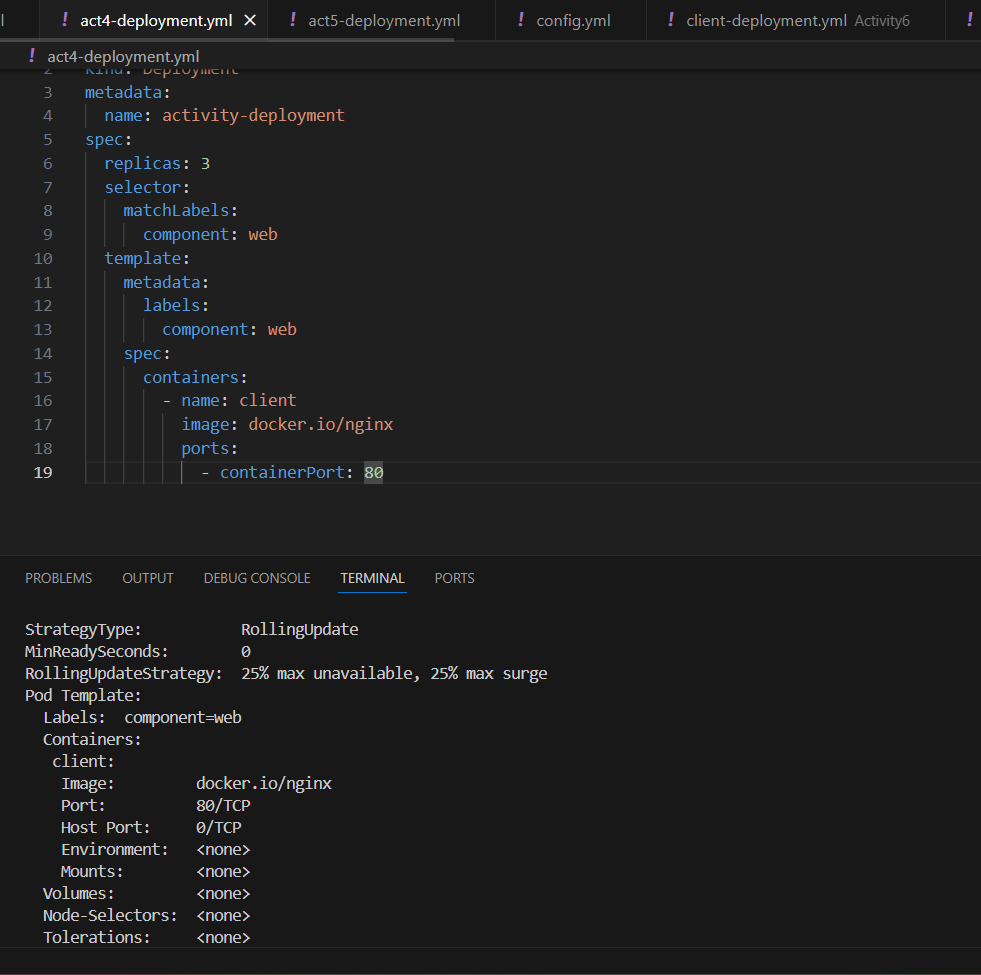 ! act4-deployment.yml ✕ ! act5-deployment.yml ! config.yml ! client-deployment.yml Activity6 !
! act4-deployment.yml
2 kind: Deployment
3 metadata:
4 name: activity-deployment
5 spec:
6 replicas: 3
7 selector:
8 matchLabels:
9 component: web
10 template:
11 metadata:
12 labels:
13 component: web
14 spec:
15 containers:
16 - name: client
17 image: docker.io/nginx
18 ports:
19 - containerPort: 80
PROBLEMS OUTPUT DEBUG CONSOLE TERMINAL PORTS
StrategyType: RollingUpdate
MinReadySeconds: 0
RollingUpdateStrategy: 25% max unavailable, 25% max surge
Pod Template:
Labels: component=web
Containers:
client:
Image: docker.io/nginx
Port: 80/TCP
Host Port: 0/TCP
Environment: <none>
Mounts: <none>
Volumes: <none>
Node-Selectors: <none>
Tolerations: <none>